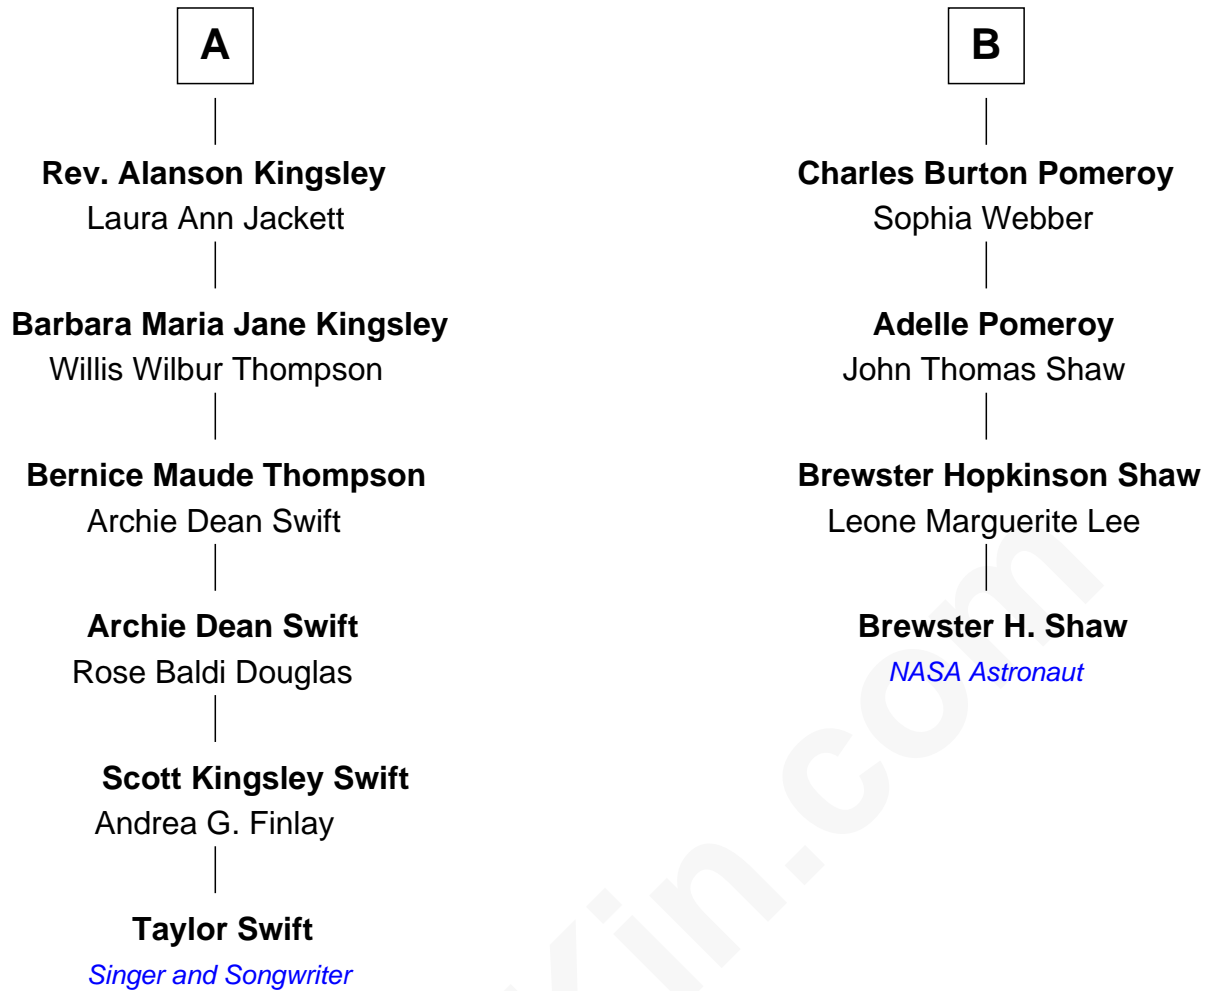 A
Rev. Alanson Kingsley
Laura Ann Jackett
Barbara Maria Jane Kingsley
Willis Wilbur Thompson
Bernice Maude Thompson
Archie Dean Swift
Archie Dean Swift
Rose Baldi Douglas
Scott Kingsley Swift
Andrea G. Finlay
Taylor Swift
Singer and Songwriter
B
Charles Burton Pomeroy
Sophia Webber
Adelle Pomeroy
John Thomas Shaw
Brewster Hopkinson Shaw
Leone Marguerite Lee
Brewster H. Shaw
NASA Astronaut
Kin.com